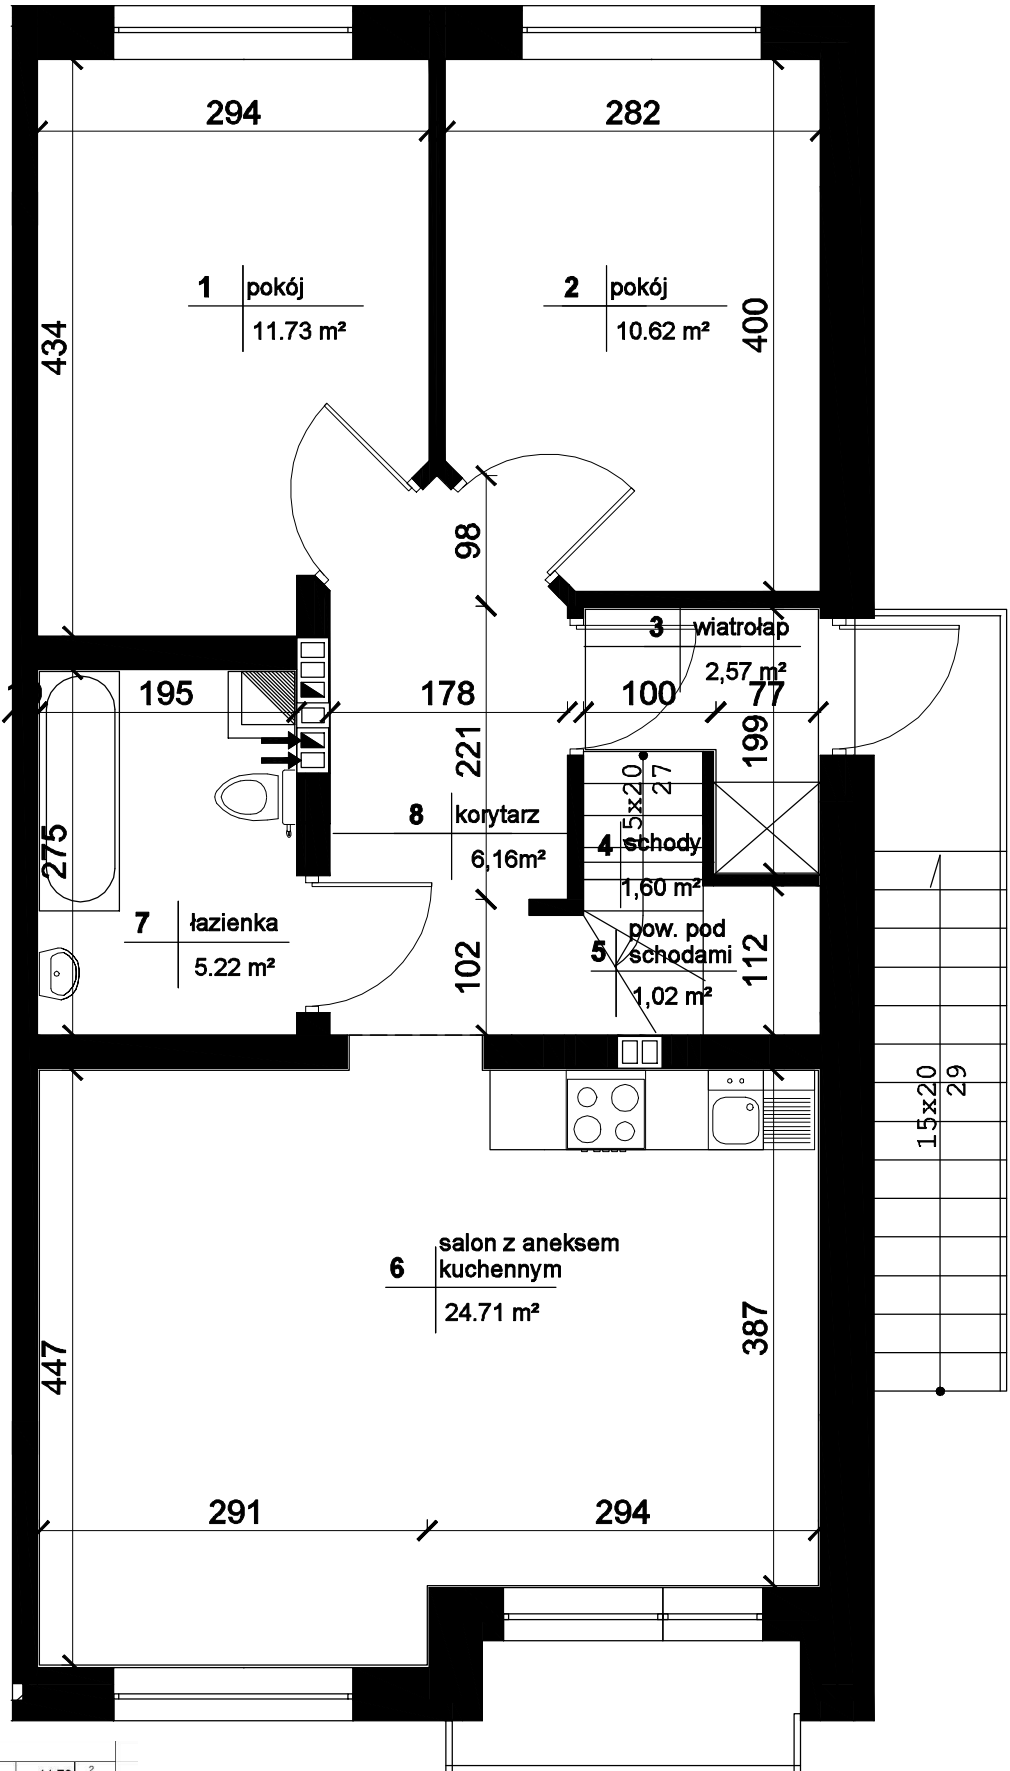 294
282
1 pokój
11.73 m²
2 pokój
10.62 m²
434
400
98
3 wiatrołap
2,57 m²
195
178
100
77
221
199
15x20
27
8 korytarz
6,16m²
4 schody
1,60 m²
275
7 łazienka
5.22 m²
5 pow. pod
schodami
1,02 m²
102
112
15x20
29
6 salon z aneksem
kuchennym
24.71 m²
447
387
291
294